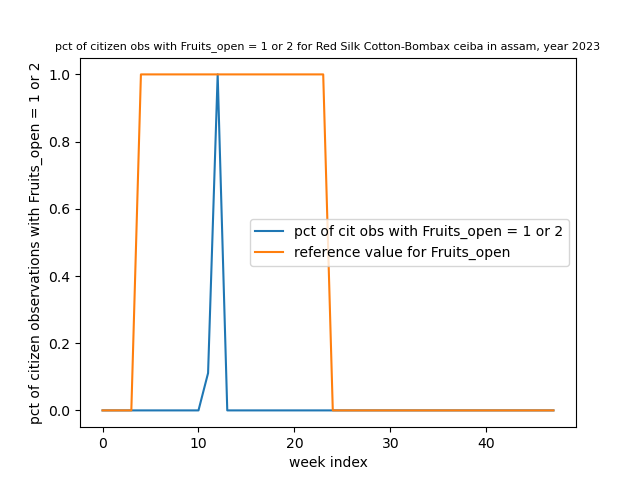 pct of citizen obs with Fruits_open = 1 or 2 for Red Silk Cotton-Bombax ceiba in assam, year 2023
pct of citizen observations with Fruits_open = 1 or 2
1.0
0.8
0.6
0.4
0.2
0.0
pct of cit obs with Fruits_open = 1 or 2
reference value for Fruits_open
0 10 20 30 40
week index